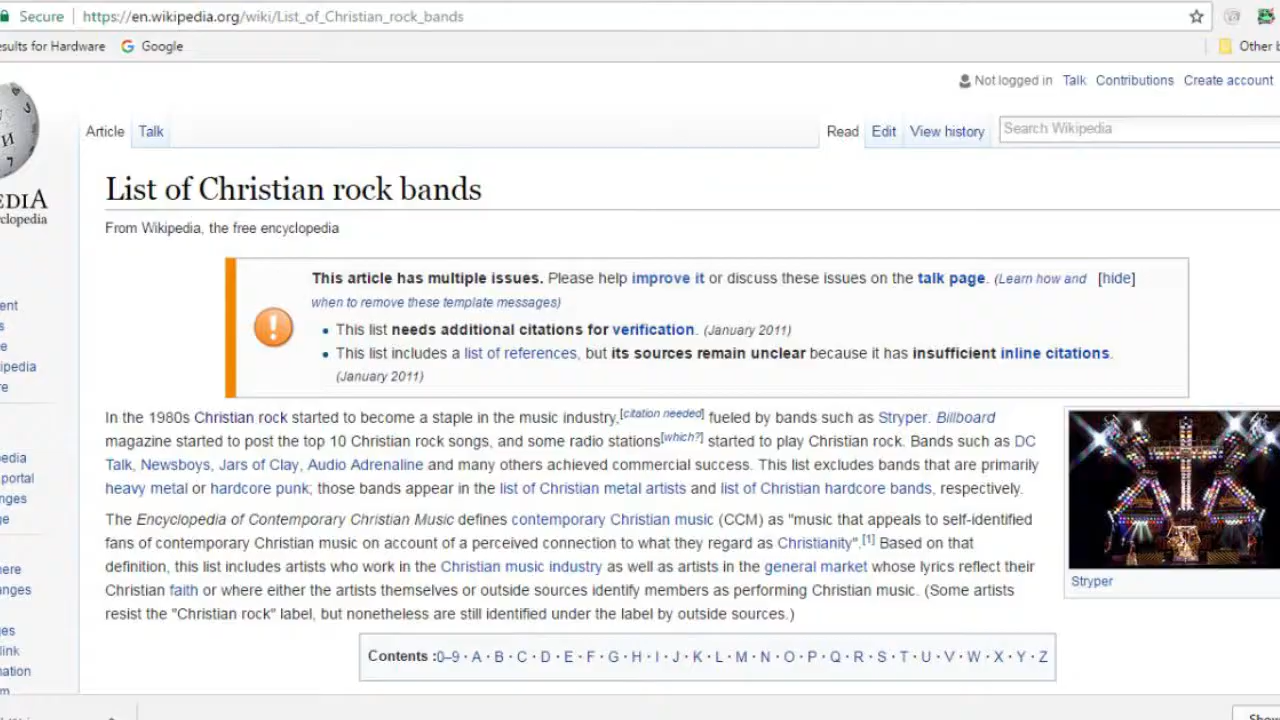 Secure https://en.wikipedia.org/wiki/List_of_Christian_rock_bands
esults for Hardware Google Other b
Not logged in Talk Contributions Create account
Article Talk Read Edit View history Search Wikipedia
EDIA
clopedia
List of Christian rock bands
From Wikipedia, the free encyclopedia
This article has multiple issues. Please help improve it or discuss these issues on the talk page. (Learn how and [hide]
when to remove these template messages)
• This list needs additional citations for verification. (January 2011)
• This list includes a list of references, but its sources remain unclear because it has insufficient inline citations.
(January 2011)
ent
s
e
ipedia
re
In the 1980s Christian rock started to become a staple in the music industry,[citation needed] fueled by bands such as Stryper. Billboard
magazine started to post the top 10 Christian rock songs, and some radio stations[which?] started to play Christian rock. Bands such as DC
Talk, Newsboys, Jars of Clay, Audio Adrenaline and many others achieved commercial success. This list excludes bands that are primarily
heavy metal or hardcore punk; those bands appear in the list of Christian metal artists and list of Christian hardcore bands, respectively.
The Encyclopedia of Contemporary Christian Music defines contemporary Christian music (CCM) as "music that appeals to self-identified
fans of contemporary Christian music on account of a perceived connection to what they regard as Christianity".[1] Based on that
definition, this list includes artists who work in the Christian music industry as well as artists in the general market whose lyrics reflect their
Christian faith or where either the artists themselves or outside sources identify members as performing Christian music. (Some artists
resist the "Christian rock" label, but nonetheless are still identified under the label by outside sources.)
Stryper
edia
portal
nges
ge
ere
anges
ges
link
mation
Contents :0–9 · A · B · C · D · E · F · G · H · I · J · K · L · M · N · O · P · Q · R · S · T · U · V · W · X · Y · Z